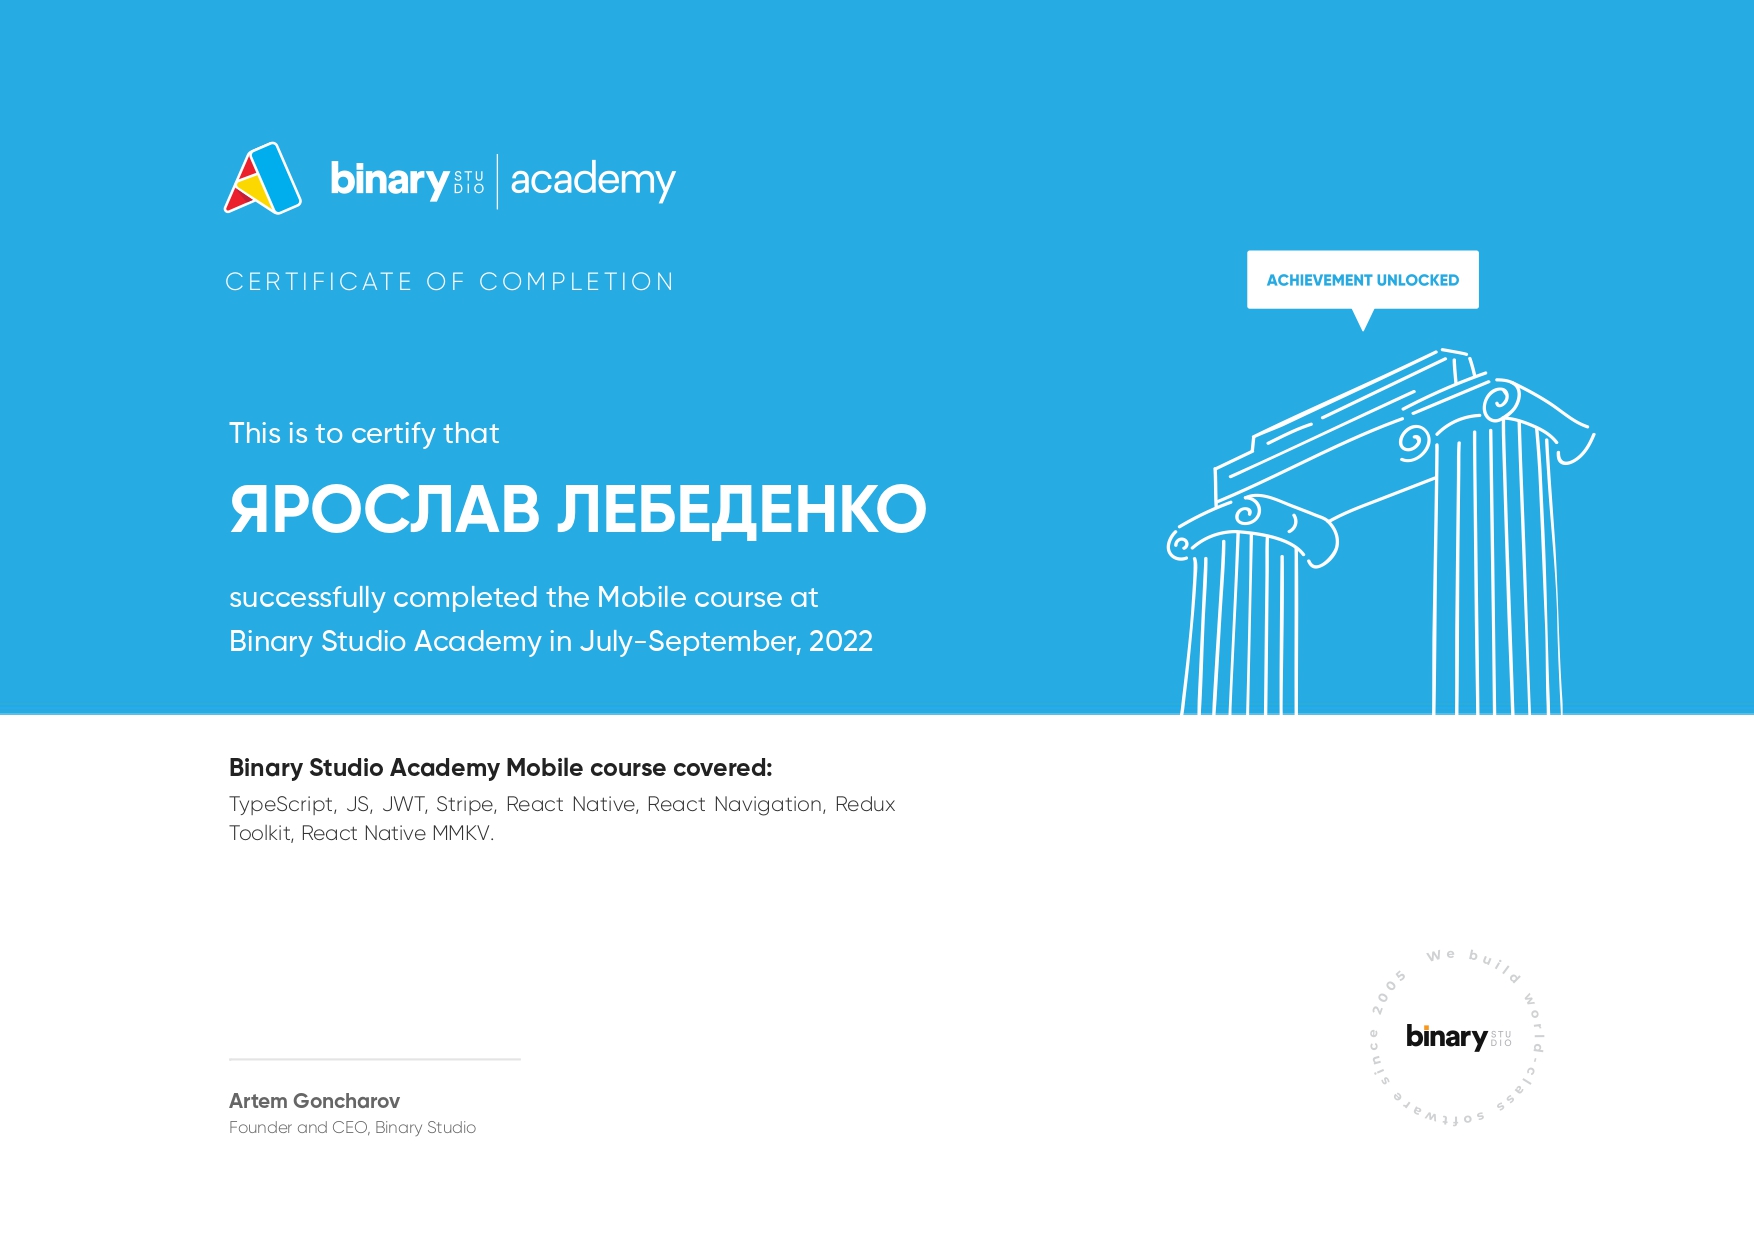 binary STU DIO academy
CERTIFICATE OF COMPLETION
ACHIEVEMENT UNLOCKED
This is to certify that
ЯРОСЛАВ ЛЕБЕДЕНКО
successfully completed the Mobile course at
Binary Studio Academy in July-September, 2022
Binary Studio Academy Mobile course covered:
TypeScript, JS, JWT, Stripe, React Native, React Navigation, Redux
Toolkit, React Native MMKV.
We build world-class software since 2005
binary STU DIO
Artem Goncharov
Founder and CEO, Binary Studio